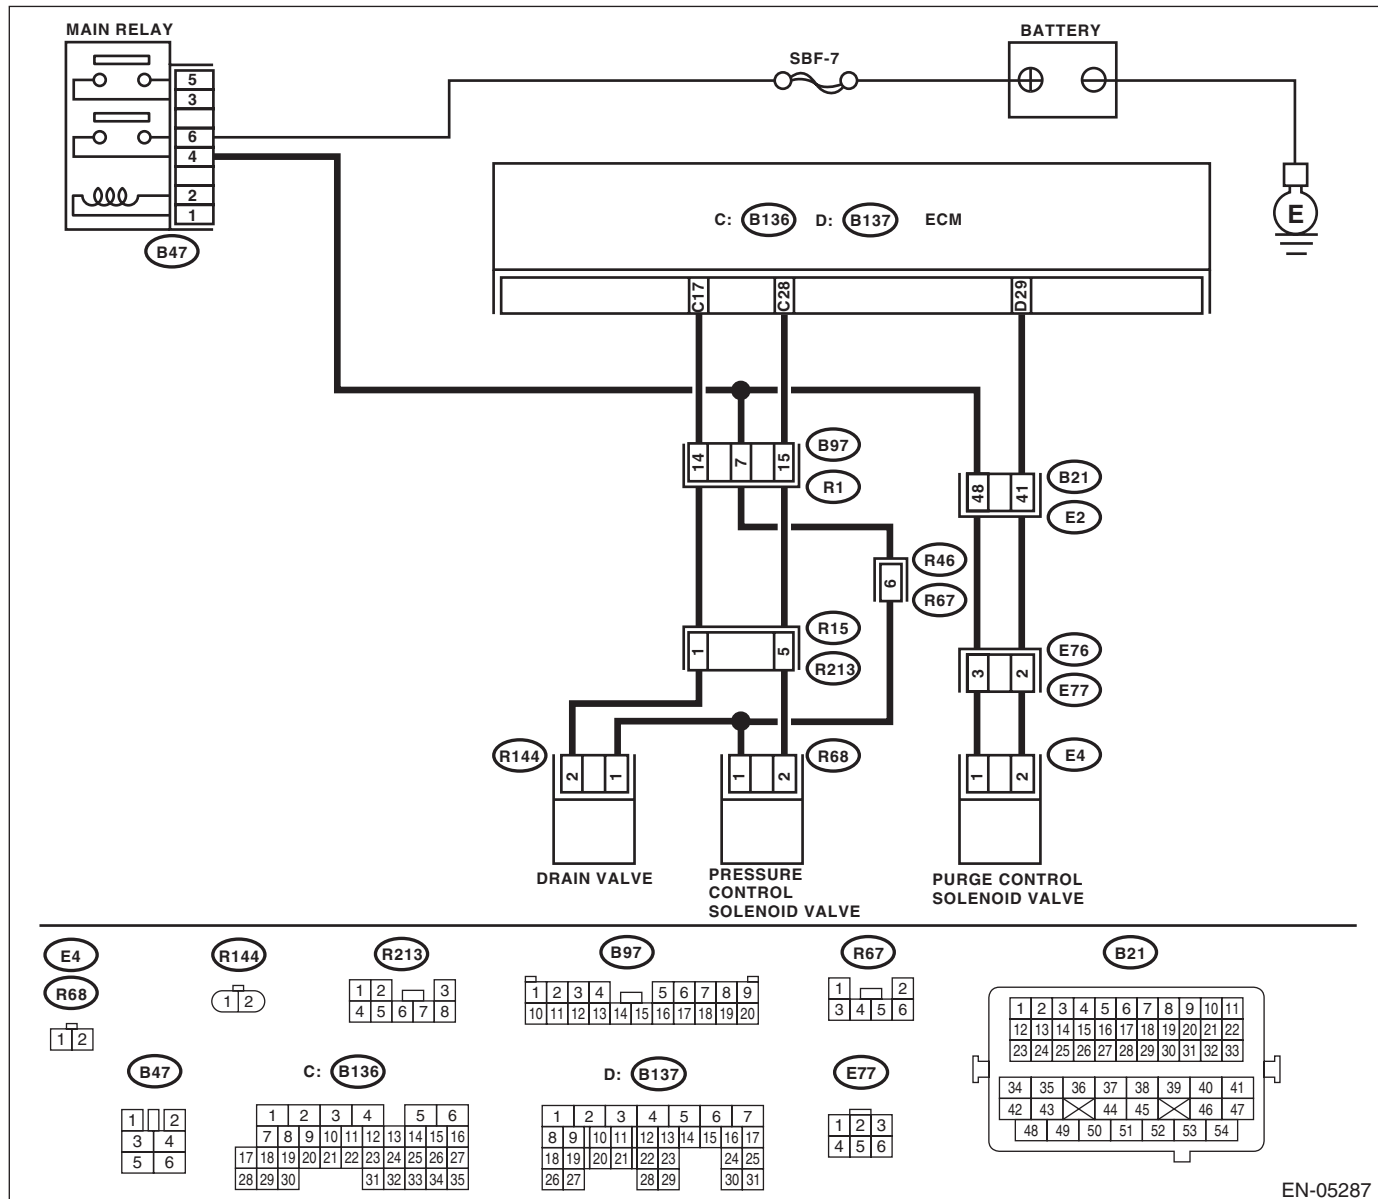 MAIN RELAY
BATTERY
SBF-7
5
3
6
4
2
1
B47
E
C: B136 D: B137 ECM
C17 C28 D29
14 7 15
B97
R1
48 41
B21
E2
6
R46
R67
1 5
R15
R213
3 2
E76
E77
R144
2 1
1 2
R68
1 2
E4
DRAIN VALVE
PRESSURE
CONTROL
SOLENOID VALVE
PURGE CONTROL
SOLENOID VALVE
E4
R68
1 2
R144
1 2
R213
1 2 3
4 5 6 7 8
B97
1 2 3 4 5 6 7 8 9
10 11 12 13 14 15 16 17 18 19 20
R67
1 2
3 4 5 6
B21
1 2 3 4 5 6 7 8 9 10 11
12 13 14 15 16 17 18 19 20 21 22
23 24 25 26 27 28 29 30 31 32 33
34 35 36 37 38 39 40 41
42 43 44 45 46 47
48 49 50 51 52 53 54
B47
1 2
3 4
5 6
C: B136
1 2 3 4 5 6
7 8 9 10 11 12 13 14 15 16
17 18 19 20 21 22 23 24 25 26 27
28 29 30 31 32 33 34 35
D: B137
1 2 3 4 5 6 7
8 9 10 11 12 13 14 15 16 17
18 19 20 21 22 23 24 25
26 27 28 29 30 31
E77
1 2 3
4 5 6
EN-05287